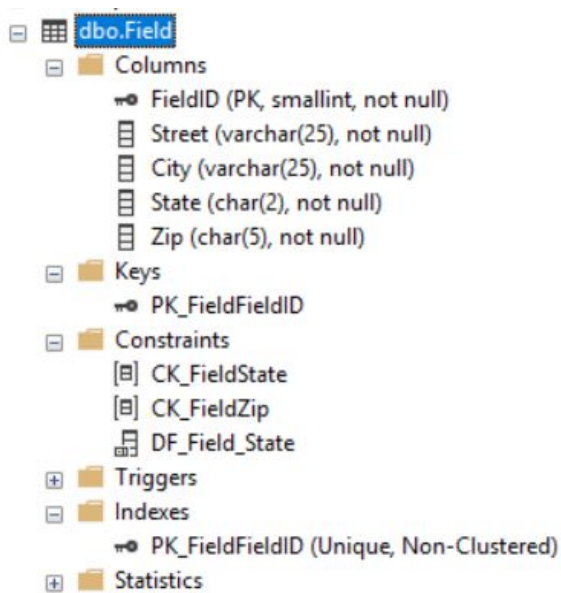 dbo.Field
Columns
FieldID (PK, smallint, not null)
Street (varchar(25), not null)
City (varchar(25), not null)
State (char(2), not null)
Zip (char(5), not null)
Keys
PK_FieldFieldID
Constraints
CK_FieldState
CK_FieldZip
DF_Field_State
Triggers
Indexes
PK_FieldFieldID (Unique, Non-Clustered)
Statistics